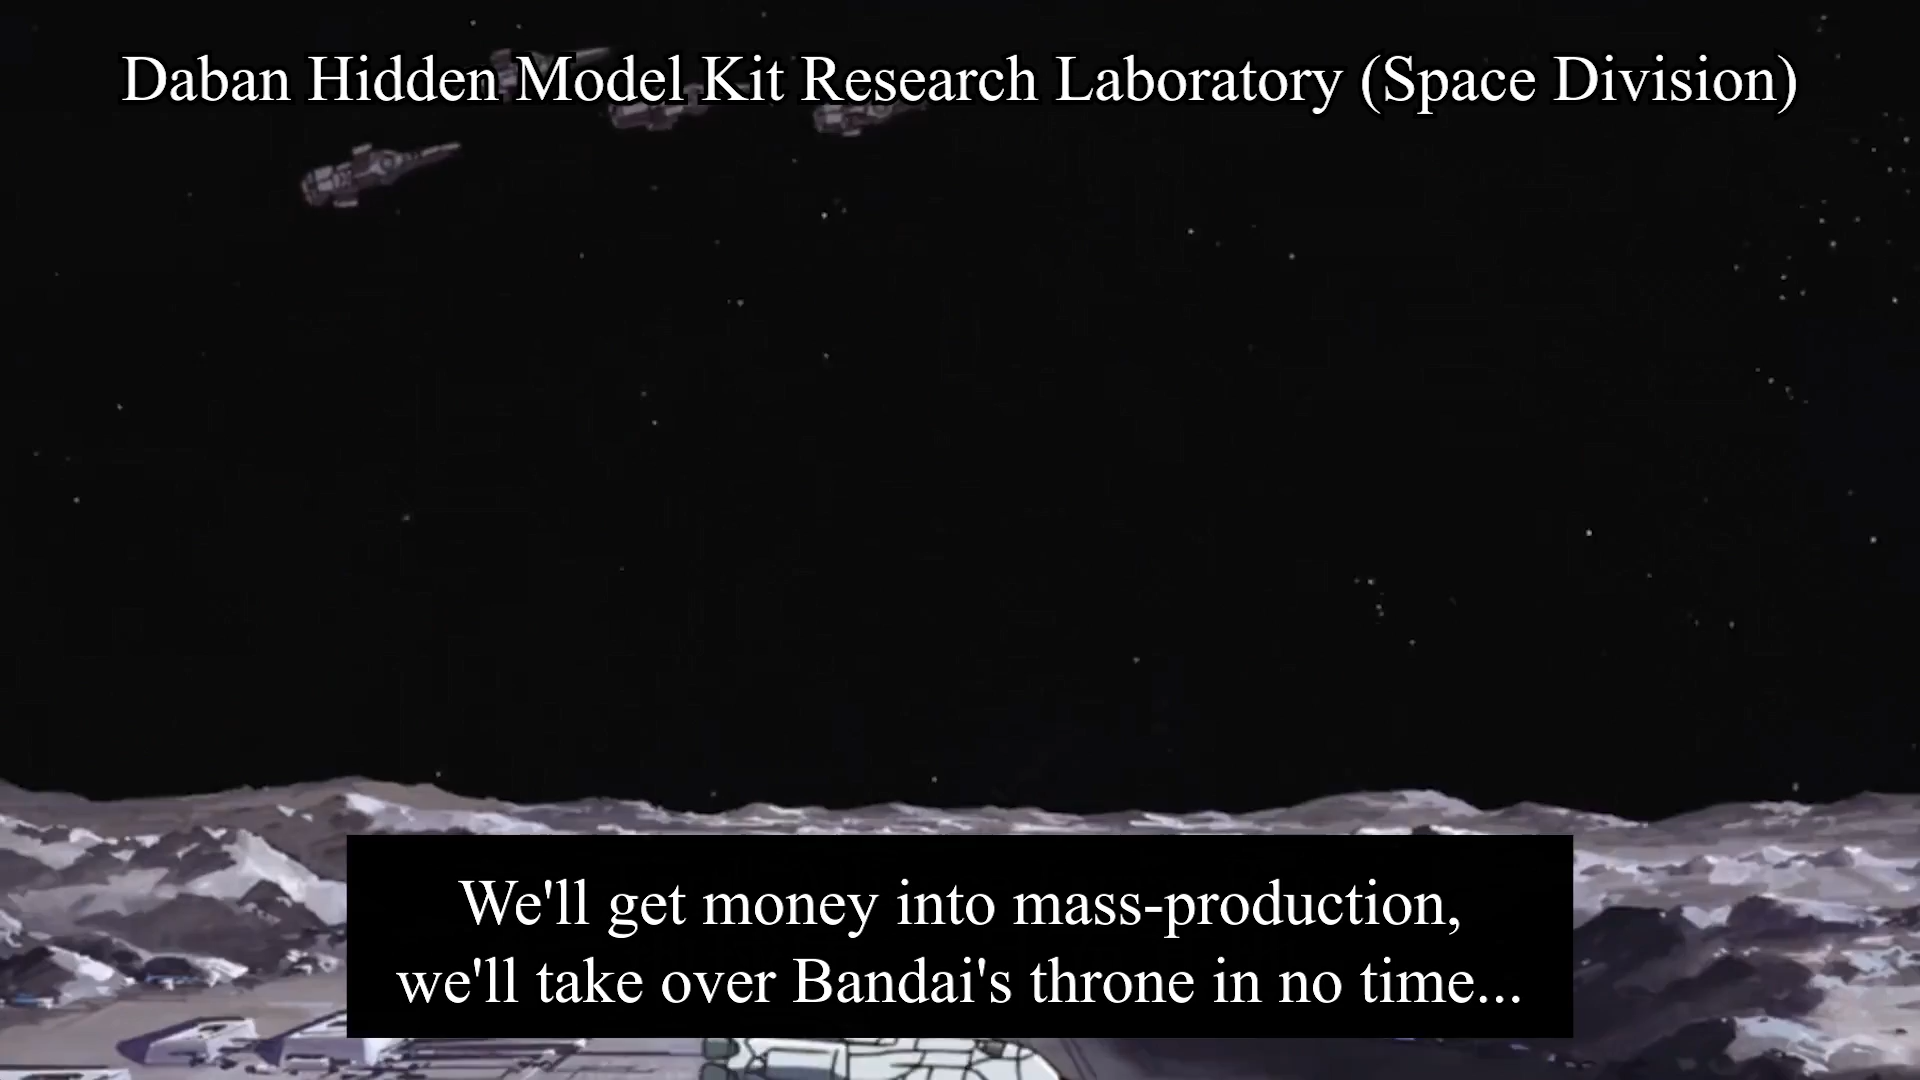 Daban Hidden Model Kit Research Laboratory (Space Division)
We'll get money into mass-production,
we'll take over Bandai's throne in no time...